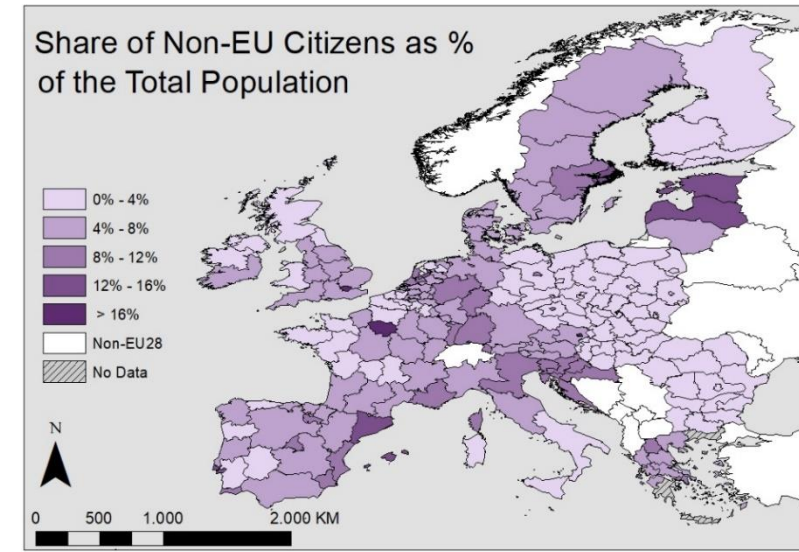 Share of Non-EU Citizens as %
of the Total Population
0% - 4%
4% - 8%
8% - 12%
12% - 16%
> 16%
Non-EU28
No Data
N
0 500 1.000 2.000 KM